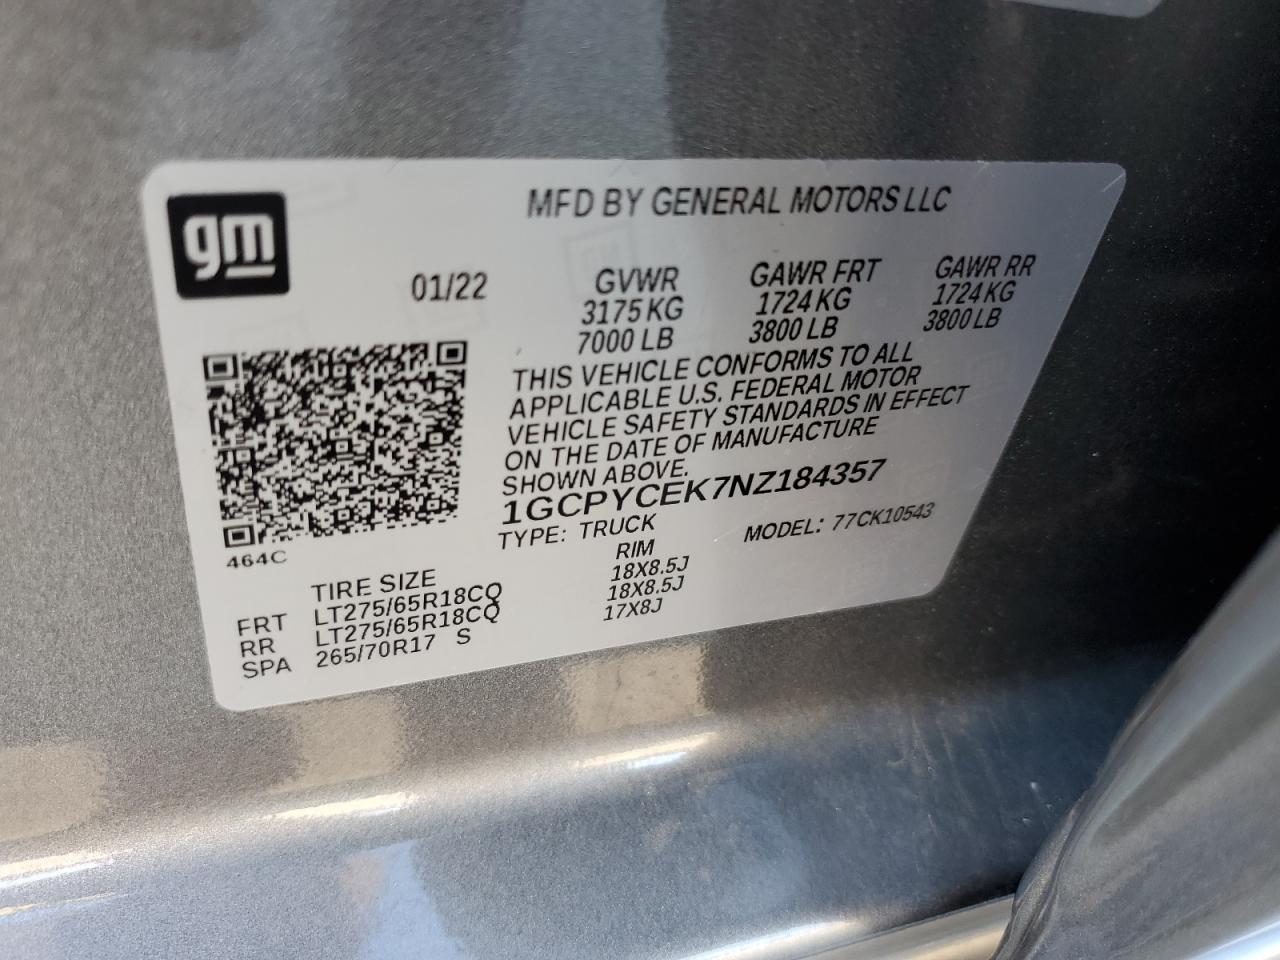 gm
MFD BY GENERAL MOTORS LLC
01/22 GVWR GAWR FRT GAWR RR
3175 KG 1724 KG 1724 KG
7000 LB 3800 LB 3800 LB
THIS VEHICLE CONFORMS TO ALL
APPLICABLE U.S. FEDERAL MOTOR
VEHICLE SAFETY STANDARDS IN EFFECT
ON THE DATE OF MANUFACTURE
SHOWN ABOVE.
1GCPYCEK7NZ184357
TYPE: TRUCK MODEL: 77CK10543
464C
TIRE SIZE RIM
FRT LT275/65R18CQ 18X8.5J
RR LT275/65R18CQ 18X8.5J
SPA 265/70R17 S 17X8J